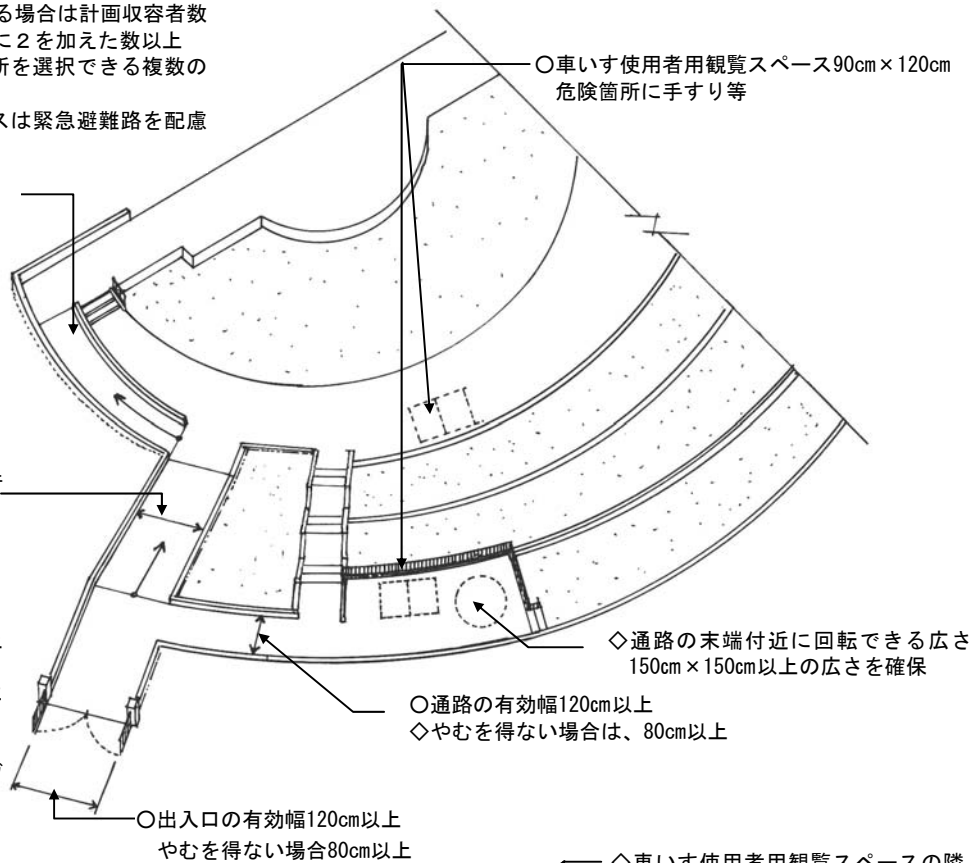 る場合は計画収容者数
に２を加えた数以上
所を選択できる複数の
スは緊急避難路を配慮
○車いす使用者用観覧スペース90cm×120cm
危険箇所に手すり等
◇通路の末端付近に回転できる広さ
150cm×150cm以上の広さを確保
○通路の有効幅120cm以上
◇やむを得ない場合は、80cm以上
○出入口の有効幅120cm以上
やむを得ない場合80cm以上
◇車いす使用者用観覧スペースの隣